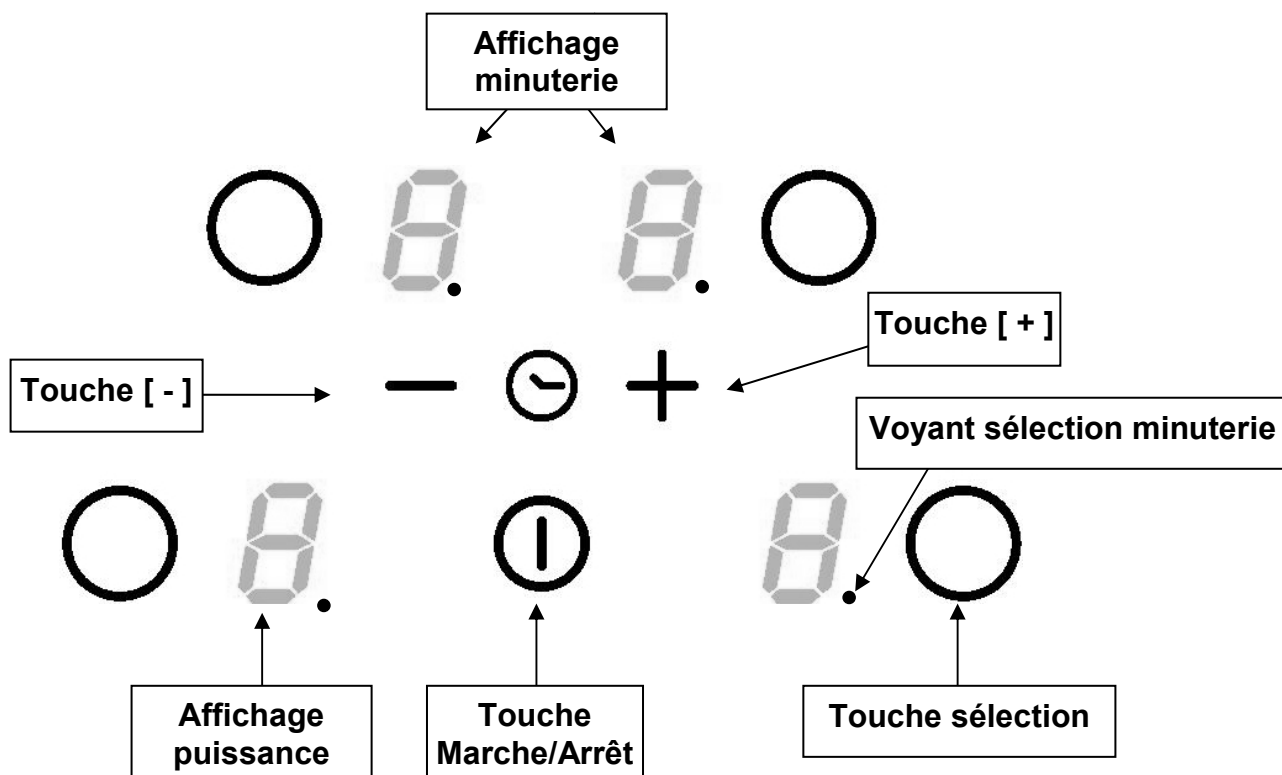 Affichage
minuterie
Touche [ + ]
Touche [ - ]
Voyant sélection minuterie
Affichage
puissance
Touche
Marche/Arrêt
Touche sélection